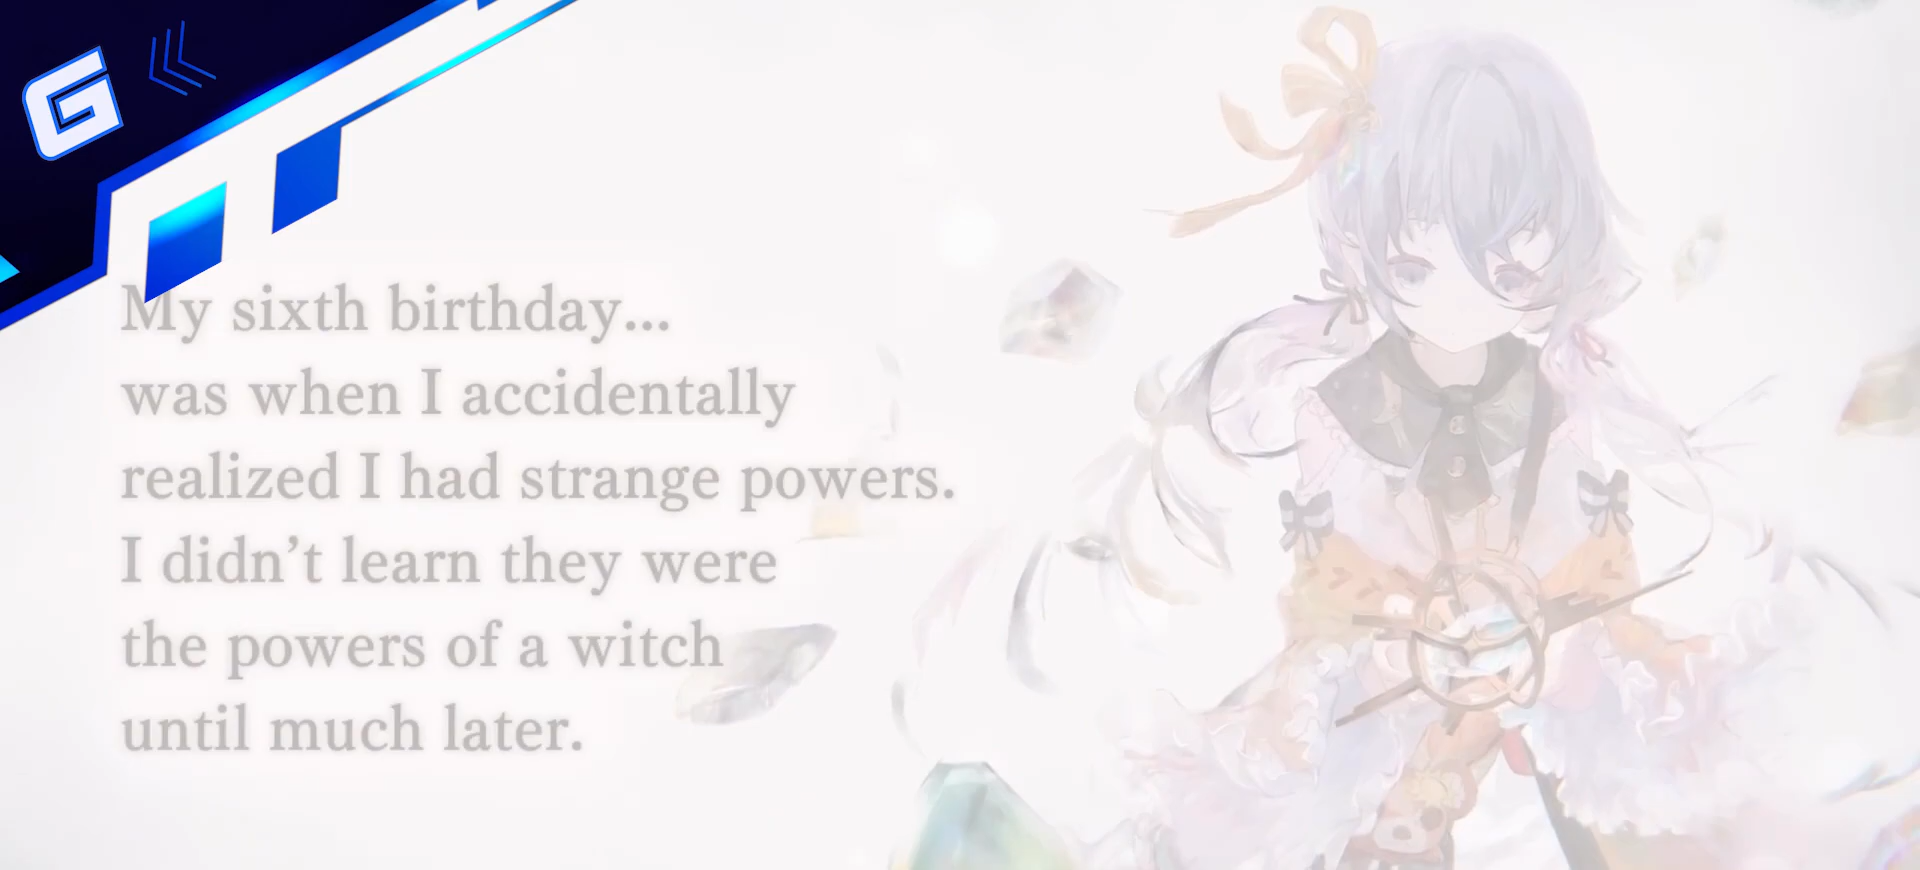 G
My sixth birthday...
was when I accidentally
realized I had strange powers.
I didn’t learn they were
the powers of a witch
until much later.